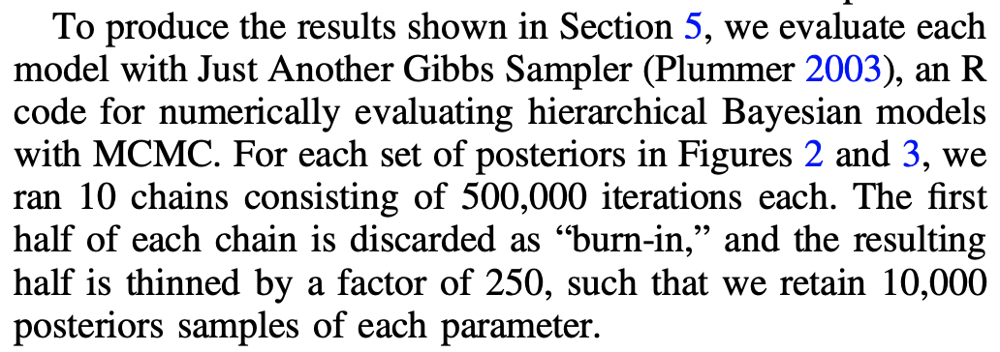 To produce the results shown in Section 5, we evaluate each
model with Just Another Gibbs Sampler (Plummer 2003), an R
code for numerically evaluating hierarchical Bayesian models
with MCMC. For each set of posteriors in Figures 2 and 3, we
ran 10 chains consisting of 500,000 iterations each. The first
half of each chain is discarded as “burn-in,” and the resulting
half is thinned by a factor of 250, such that we retain 10,000
posteriors samples of each parameter.